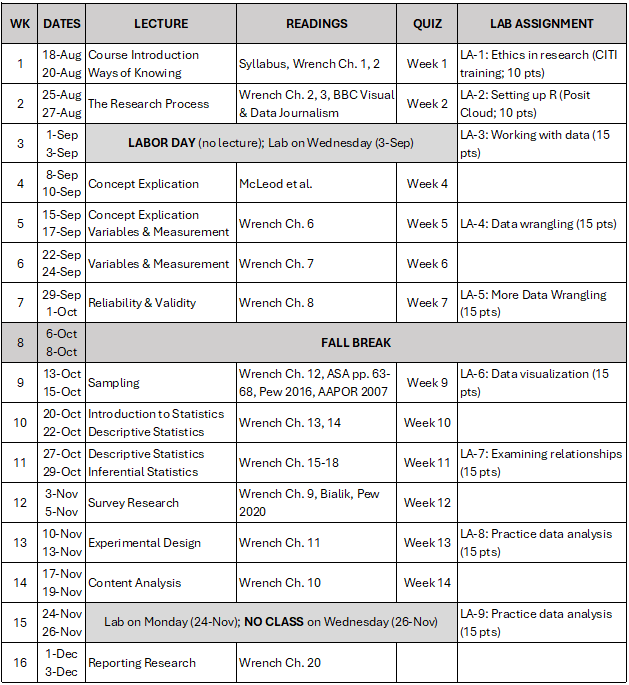 WK DATES LECTURE READINGS QUIZ LAB ASSIGNMENT
1
18-Aug
20-Aug
Course Introduction
Ways of Knowing
Syllabus, Wrench Ch. 1, 2
Week 1
LA-1: Ethics in research (CITI
training; 10 pts)
2
25-Aug
27-Aug
The Research Process
Wrench Ch. 2, 3, BBC Visual
& Data Journalism
Week 2
LA-2: Setting up R (Posit
Cloud; 10 pts)
3
1-Sep
3-Sep
LABOR DAY (no lecture); Lab on Wednesday (3-Sep)
LA-3: Working with data (15
pts)
4
8-Sep
10-Sep
Concept Explication
McLeod et al.
Week 4
5
15-Sep
17-Sep
Concept Explication
Variables & Measurement
Wrench Ch. 6
Week 5
LA-4: Data wrangling (15 pts)
6
22-Sep
24-Sep
Variables & Measurement
Wrench Ch. 7
Week 6
7
29-Sep
1-Oct
Reliability & Validity
Wrench Ch. 8
Week 7
LA-5: More Data Wrangling
(15 pts)
8
6-Oct
8-Oct
FALL BREAK
9
13-Oct
15-Oct
Sampling
Wrench Ch. 12, ASA pp. 63-
68, Pew 2016, AAPOR 2007
Week 9
LA-6: Data visualization (15
pts)
10
20-Oct
22-Oct
Introduction to Statistics
Descriptive Statistics
Wrench Ch. 13, 14
Week 10
11
27-Oct
29-Oct
Descriptive Statistics
Inferential Statistics
Wrench Ch. 15-18
Week 11
LA-7: Examining relationships
(15 pts)
12
3-Nov
5-Nov
Survey Research
Wrench Ch. 9, Bialik, Pew
2020
Week 12
13
10-Nov
13-Nov
Experimental Design
Wrench Ch. 11
Week 13
LA-8: Practice data analysis
(15 pts)
14
17-Nov
19-Nov
Content Analysis
Wrench Ch. 10
Week 14
15
24-Nov
26-Nov
Lab on Monday (24-Nov); NO CLASS on Wednesday (26-Nov)
LA-9: Practice data analysis
(15 pts)
16
1-Dec
3-Dec
Reporting Research
Wrench Ch. 20